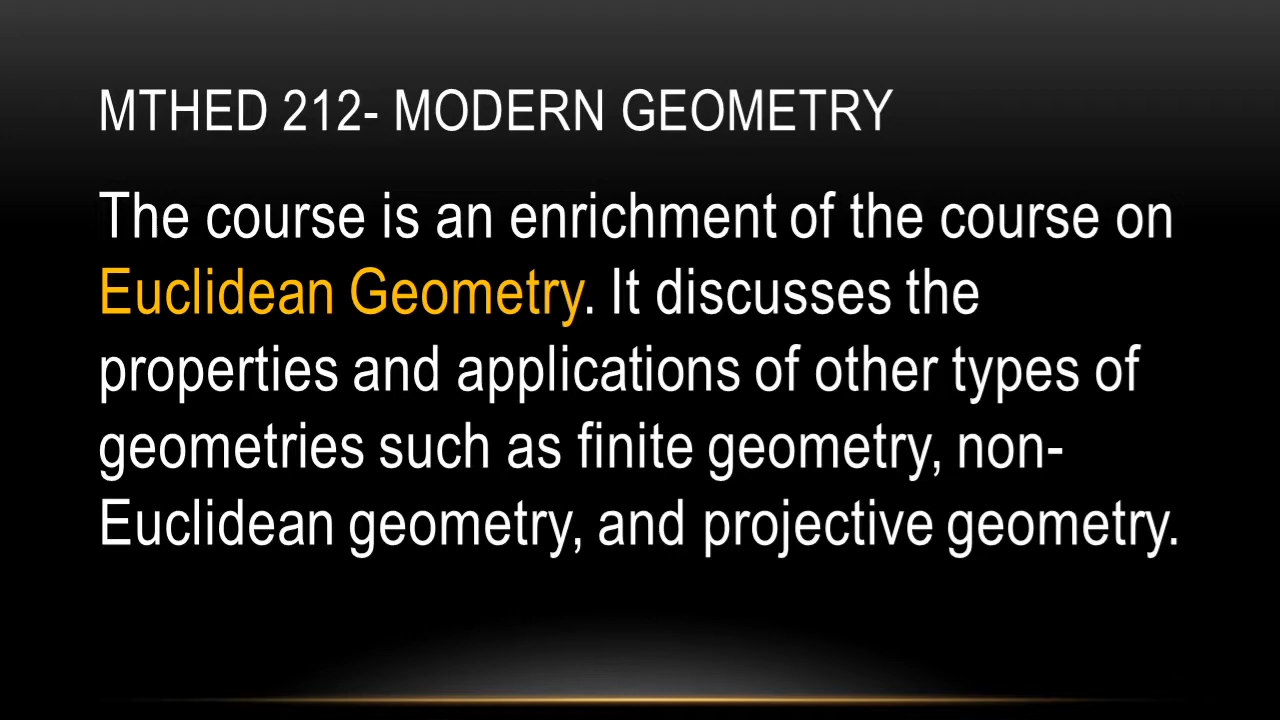 MTHED 212- MODERN GEOMETRY
The course is an enrichment of the course on
Euclidean Geometry. It discusses the
properties and applications of other types of
geometries such as finite geometry, non-
Euclidean geometry, and projective geometry.